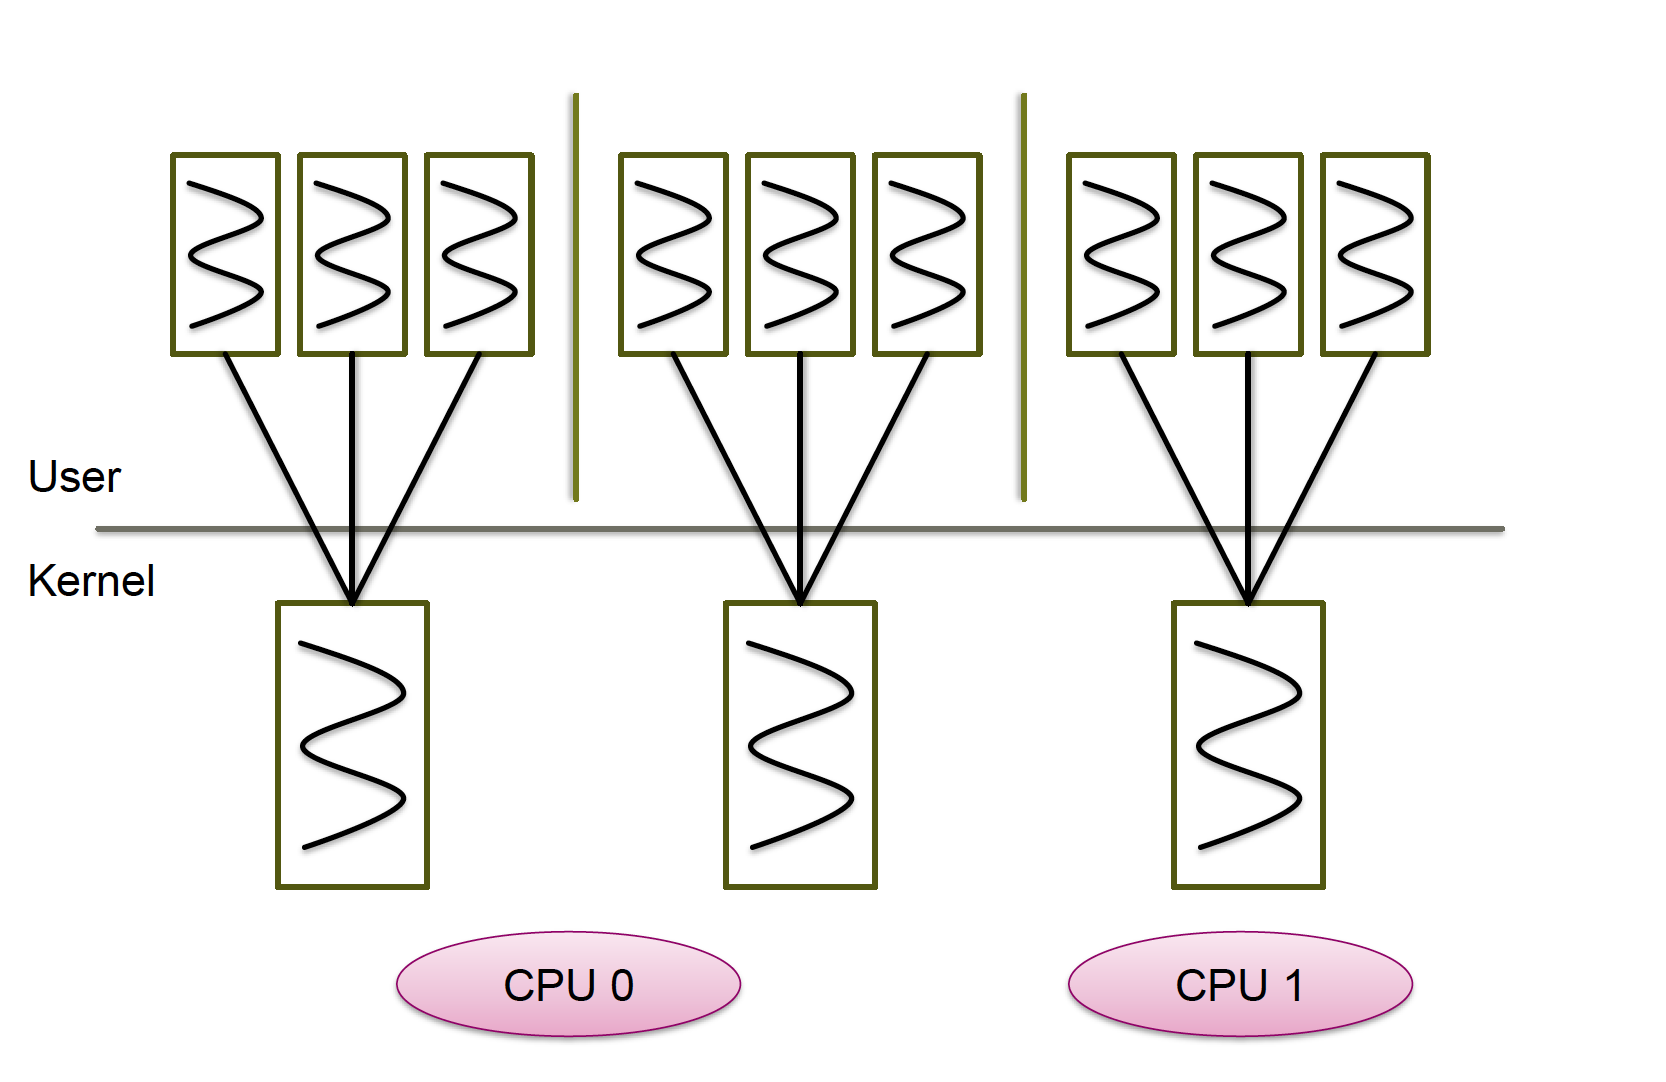 User
Kernel
CPU 0
CPU 1